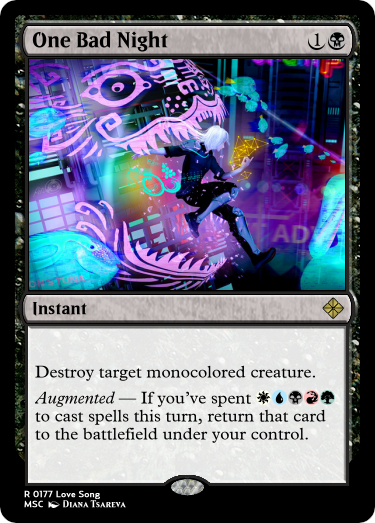 One Bad Night 1
Instant
Destroy target monocolored creature.
Augmented — If you've spent
to cast spells this turn, return that card
to the battlefield under your control.
R 0177 Love Song
MSC Diana Tsareva